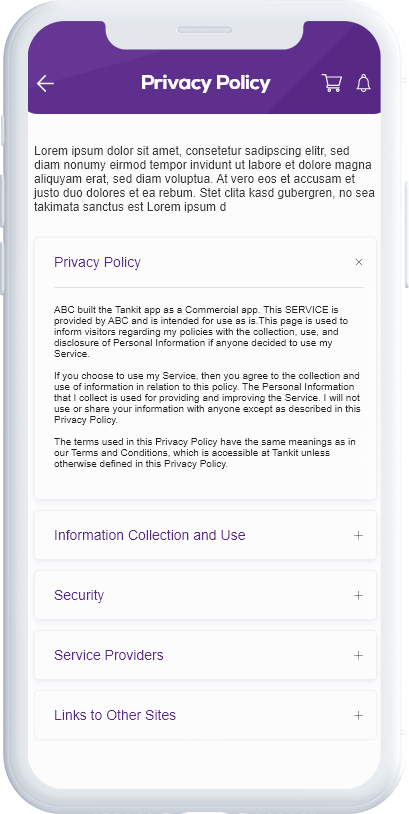 Privacy Policy
Lorem ipsum dolor sit amet, consetetur sadipscing elitr, sed
diam nonumy eirmod tempor invidunt ut labore et dolore magna
aliquyam erat, sed diam voluptua. At vero eos et accusam et
justo duo dolores et ea rebum. Stet clita kasd gubergren, no sea
takimata sanctus est Lorem ipsum d
Privacy Policy
ABC built the Tankit app as a Commercial app. This SERVICE is
provided by ABC and is intended for use as is.This page is used to
inform visitors regarding my policies with the collection, use, and
disclosure of Personal Information if anyone decided to use my
Service.
If you choose to use my Service, then you agree to the collection and
use of information in relation to this policy. The Personal Information
that I collect is used for providing and improving the Service. I will not
use or share your information with anyone except as described in this
Privacy Policy.
The terms used in this Privacy Policy have the same meanings as in
our Terms and Conditions, which is accessible at Tankit unless
otherwise defined in this Privacy Policy.
Information Collection and Use
Security
Service Providers
Links to Other Sites